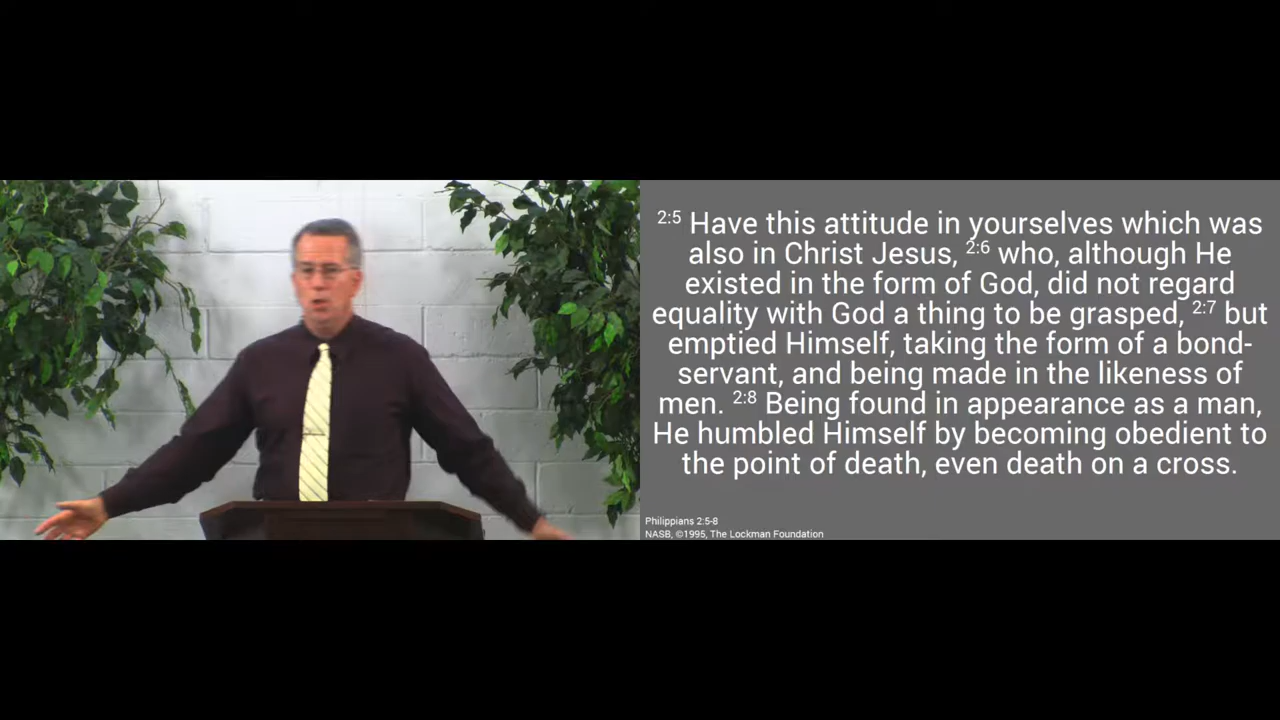 2:5 Have this attitude in yourselves which was
also in Christ Jesus, 2:6 who, although He
existed in the form of God, did not regard
equality with God a thing to be grasped, 2:7 but
emptied Himself, taking the form of a bond-
servant, and being made in the likeness of
men. 2:8 Being found in appearance as a man,
He humbled Himself by becoming obedient to
the point of death, even death on a cross.
Philippians 2:5-8
NASB, ©1995, The Lockman Foundation